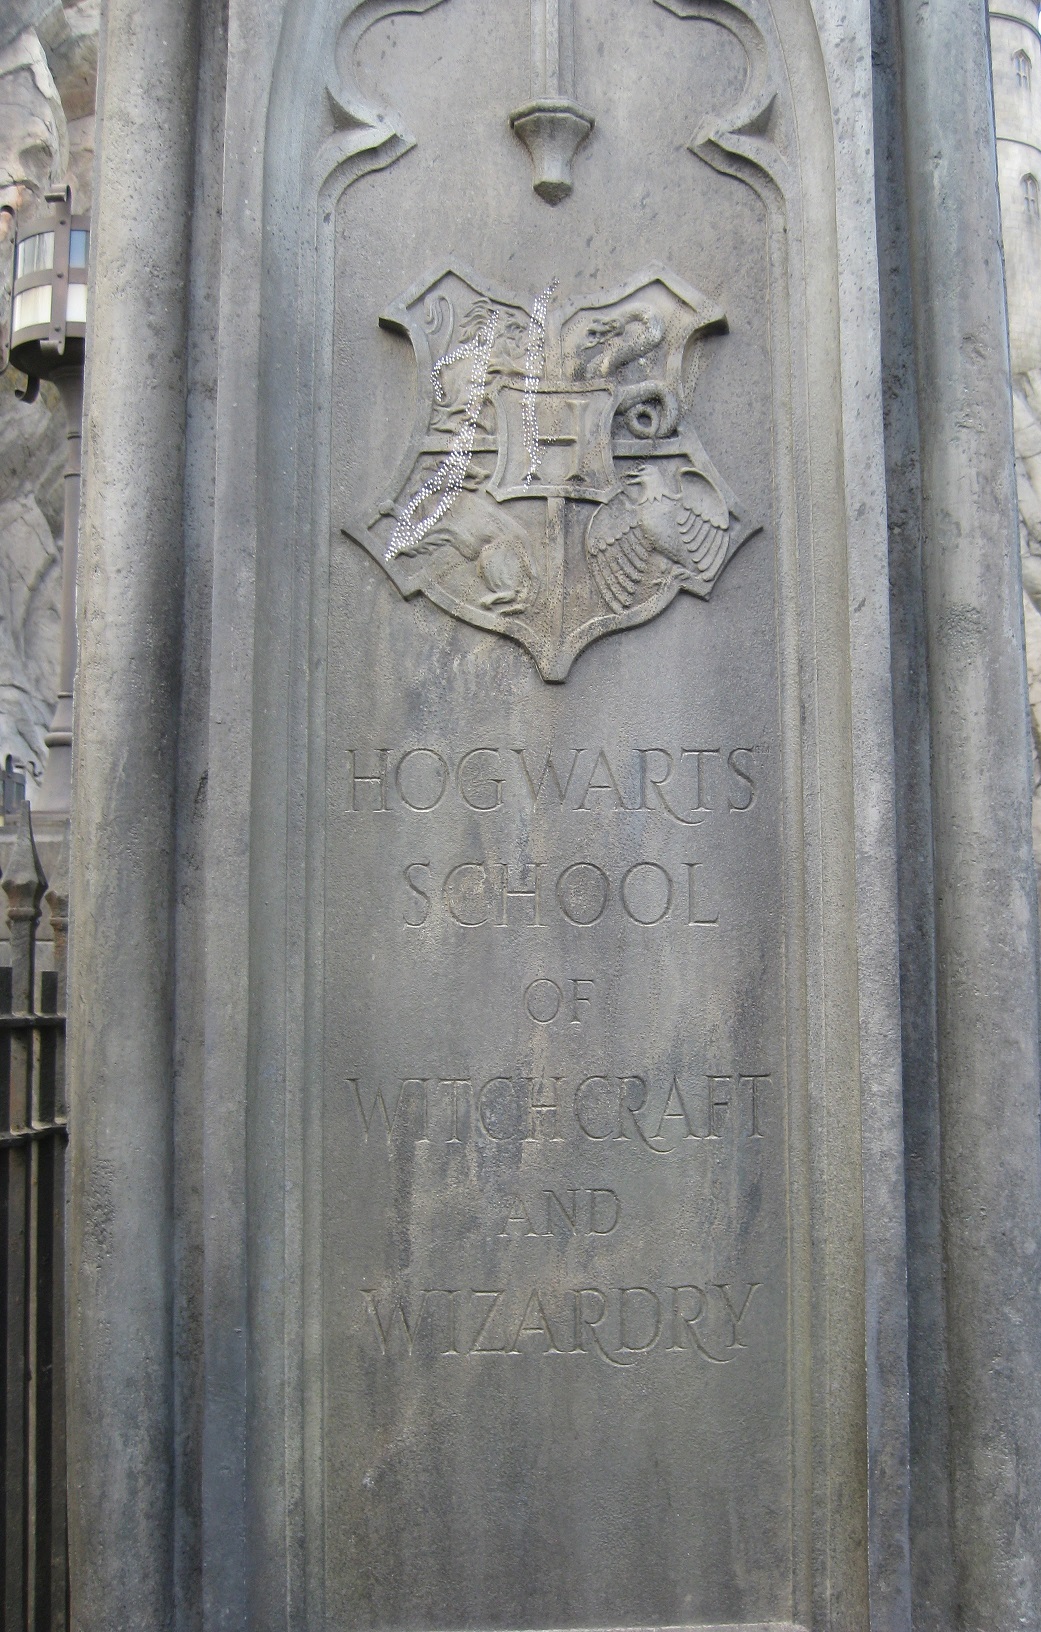 H
HOGWARTS
SCHOOL
OF
WITCHCRAFT
AND
WIZARDRY